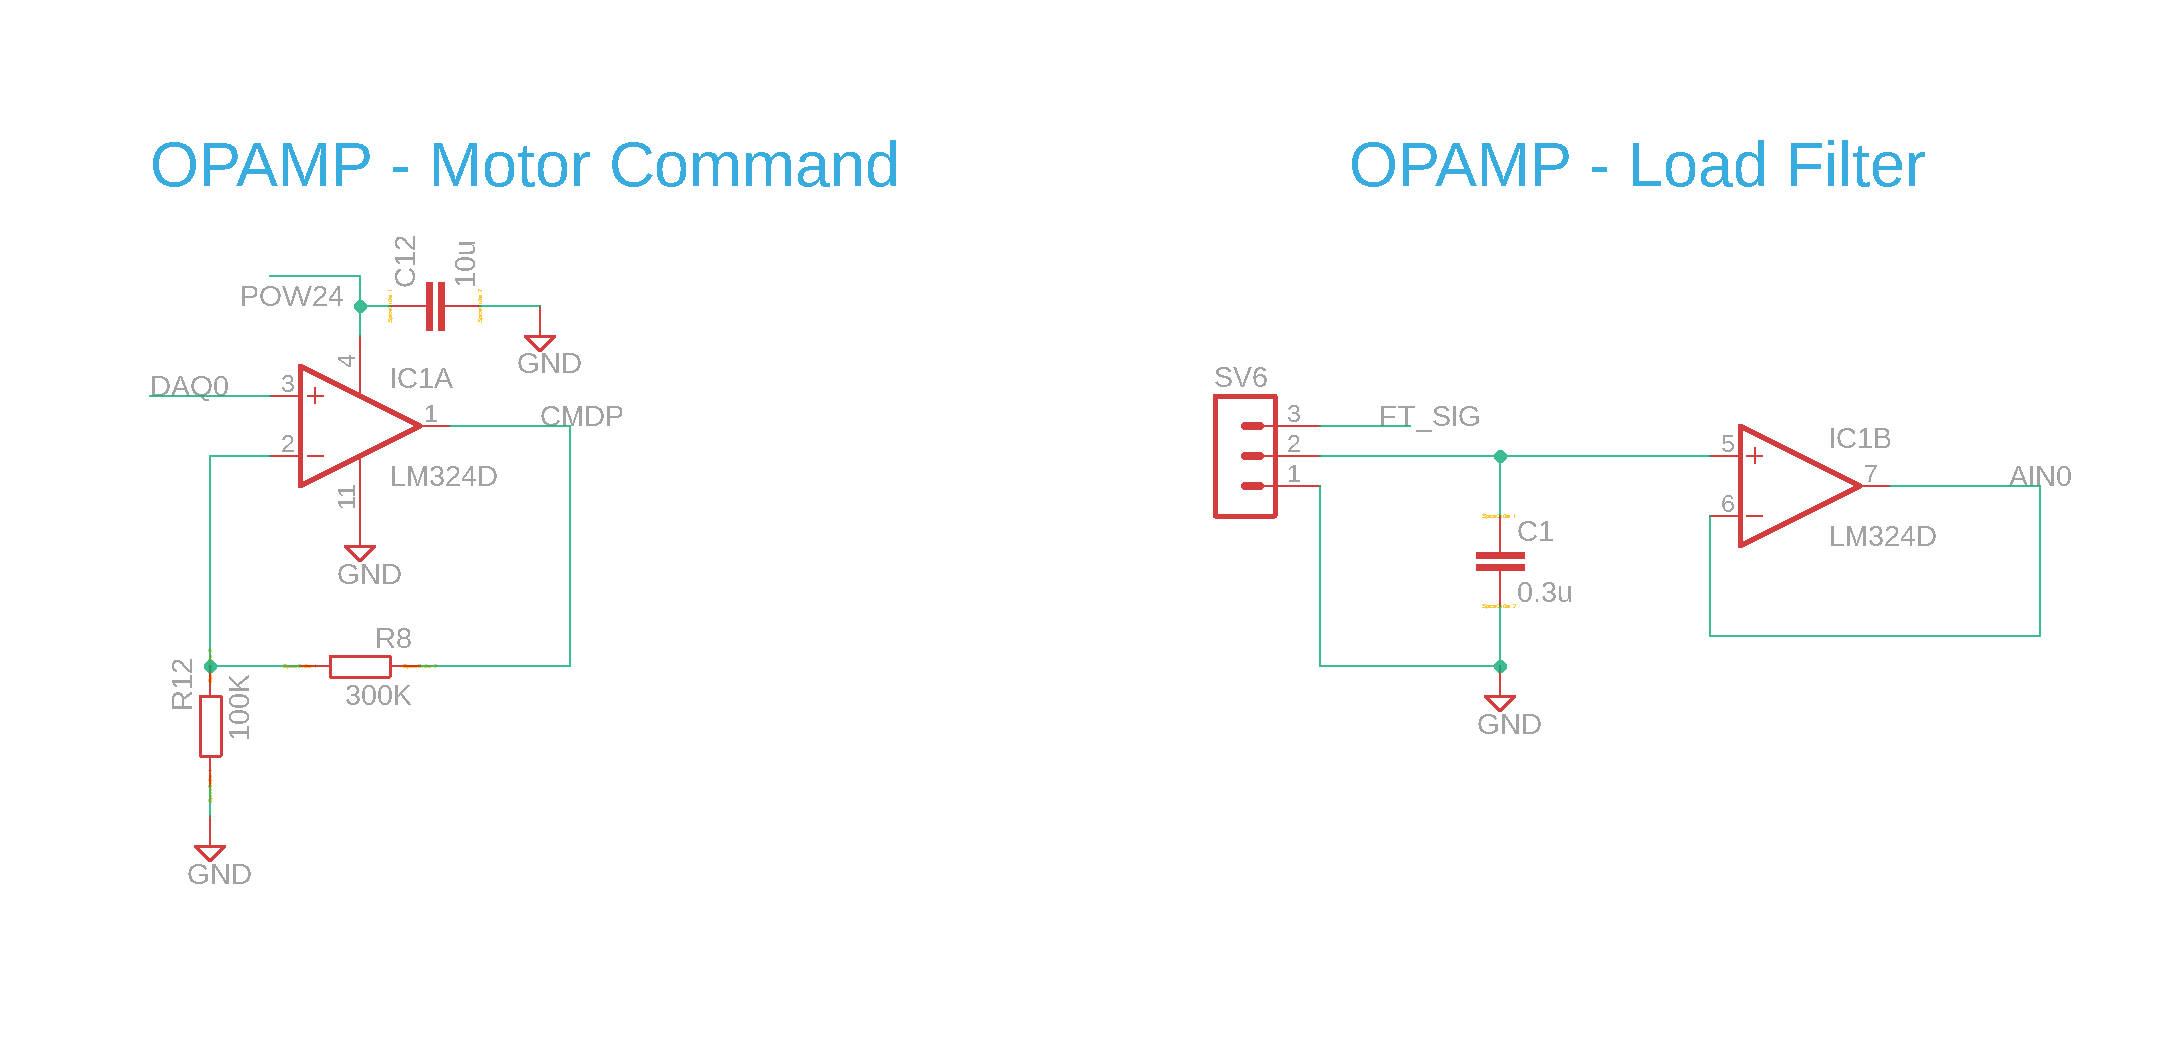 OPAMP - Motor Command
OPAMP - Load Filter
C12
10u
POW24
GND
4
DAQ0
3
IC1A
1
CMDP
2
LM324D
11
GND
R8
300K
R12
100K
GND
SV6
3
FT_SIG
2
1
C1
0.3u
GND
5
IC1B
7
AIN0
6
LM324D